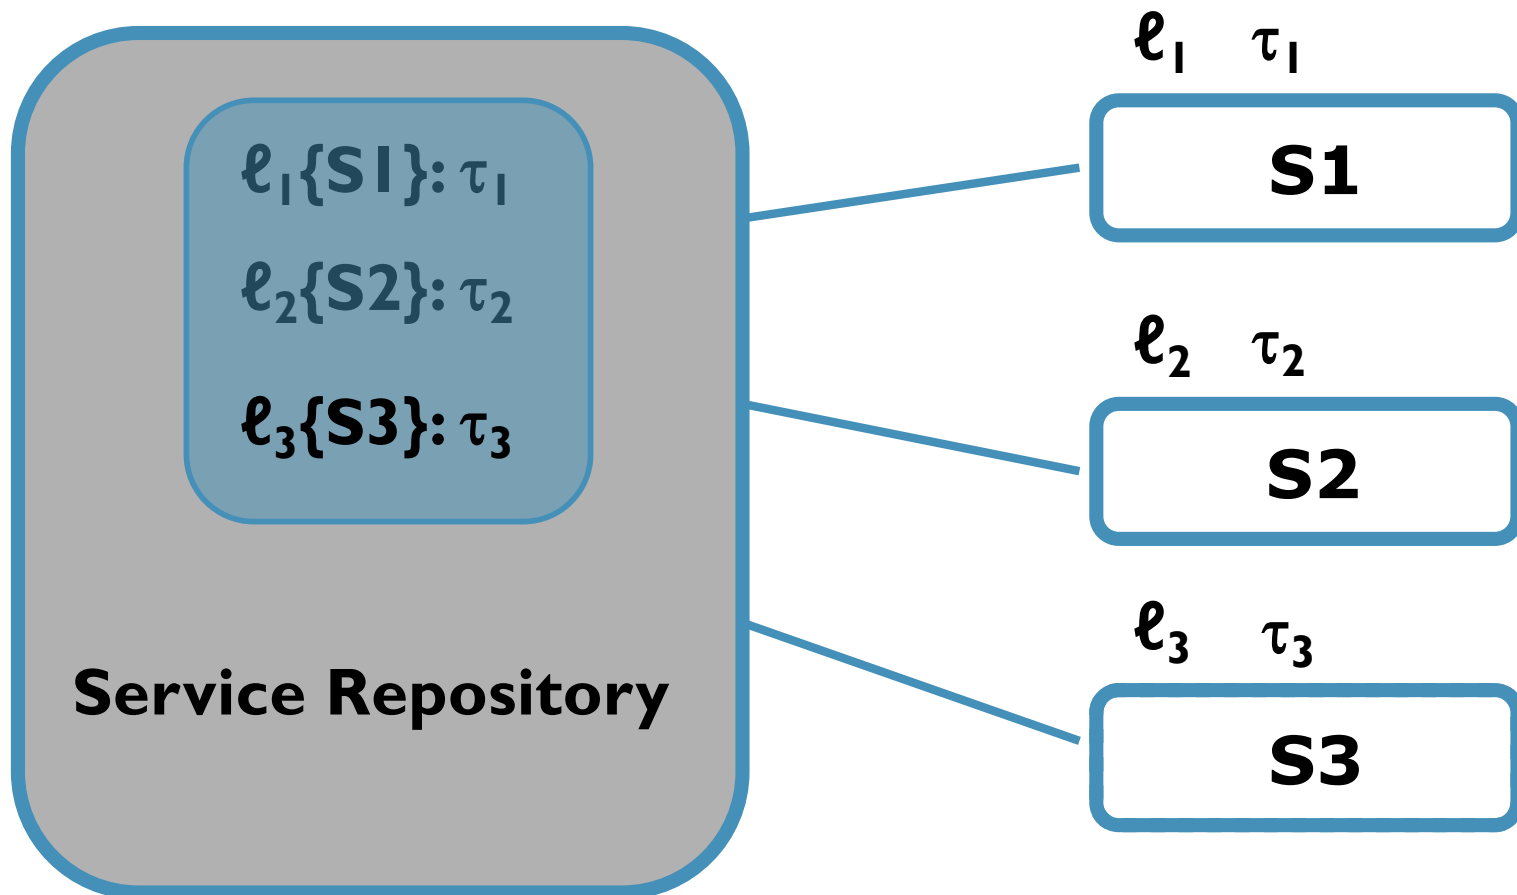 ℓ₁{S1}: τ₁
ℓ₂{S2}: τ₂
ℓ₃{S3}: τ₃
Service Repository
ℓ₁ τ₁
S1
ℓ₂ τ₂
S2
ℓ₃ τ₃
S3